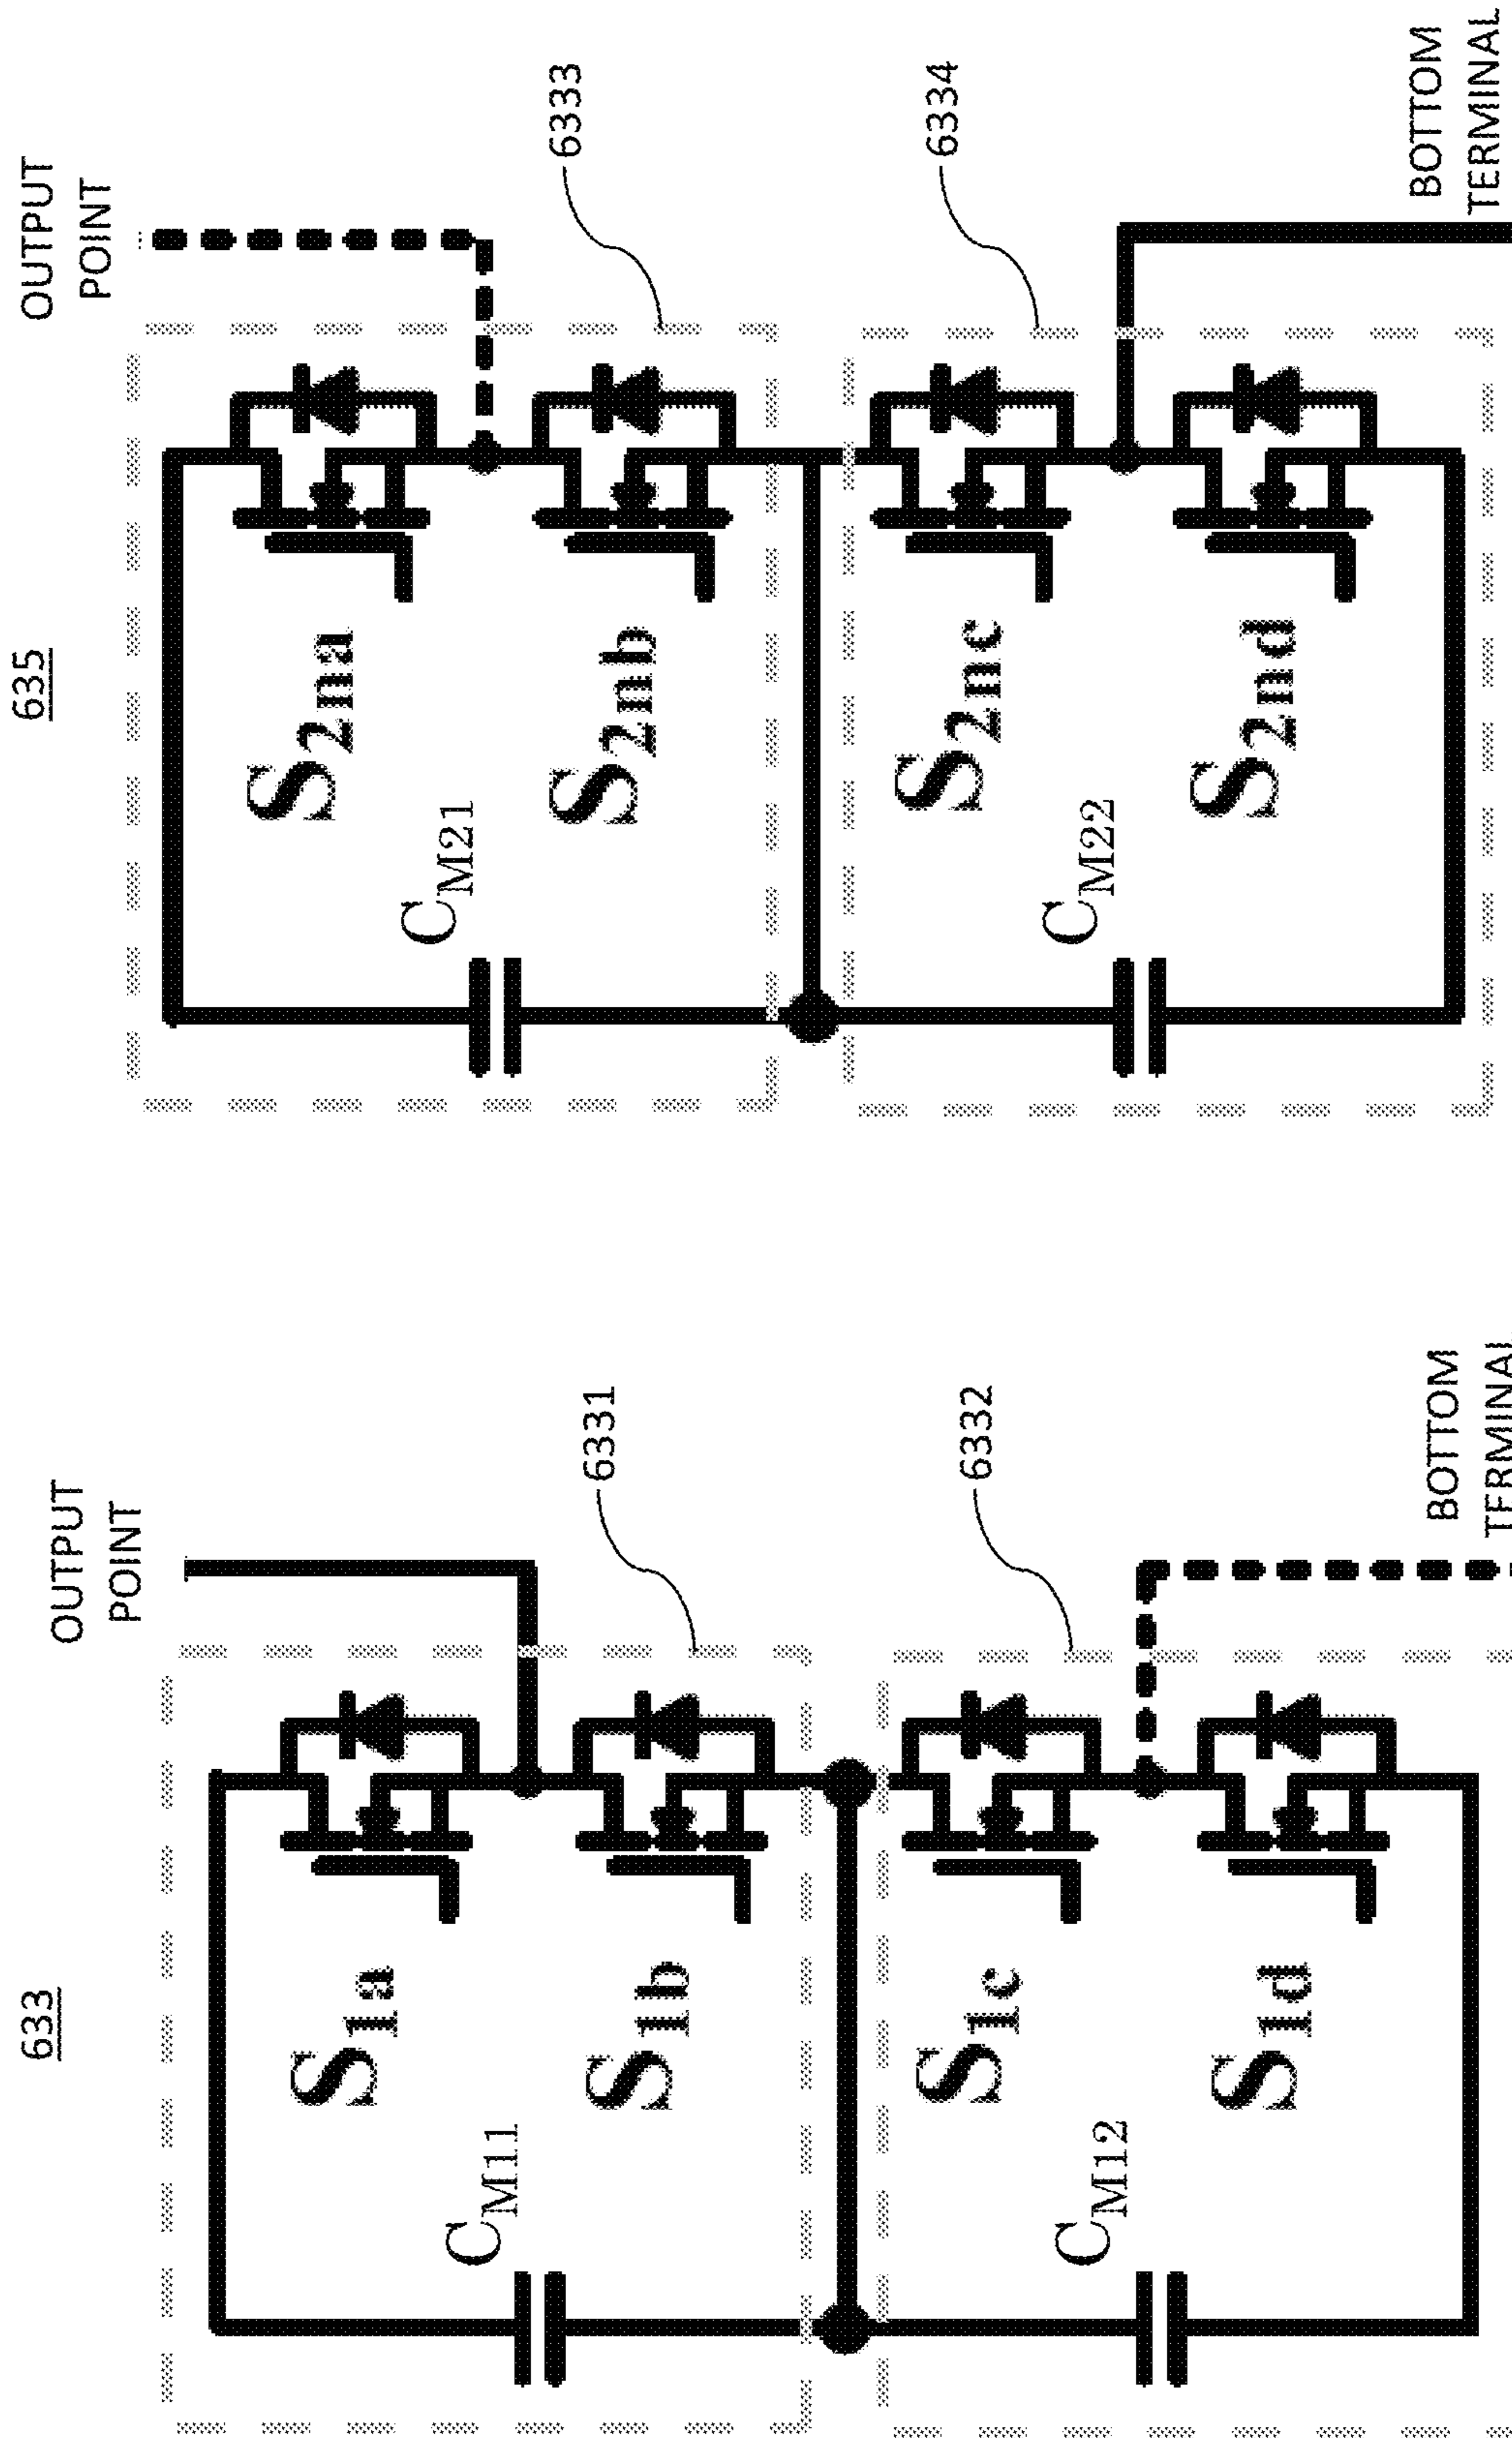 633
OUTPUT
POINT
S1a
CM11
6331
S1b
S1c
CM12
6332
S1d
BOTTOM
TERMINAL
635
OUTPUT
POINT
S2na
CM21
6333
S2nb
S2nc
CM22
6334
S2nd
BOTTOM
TERMINAL